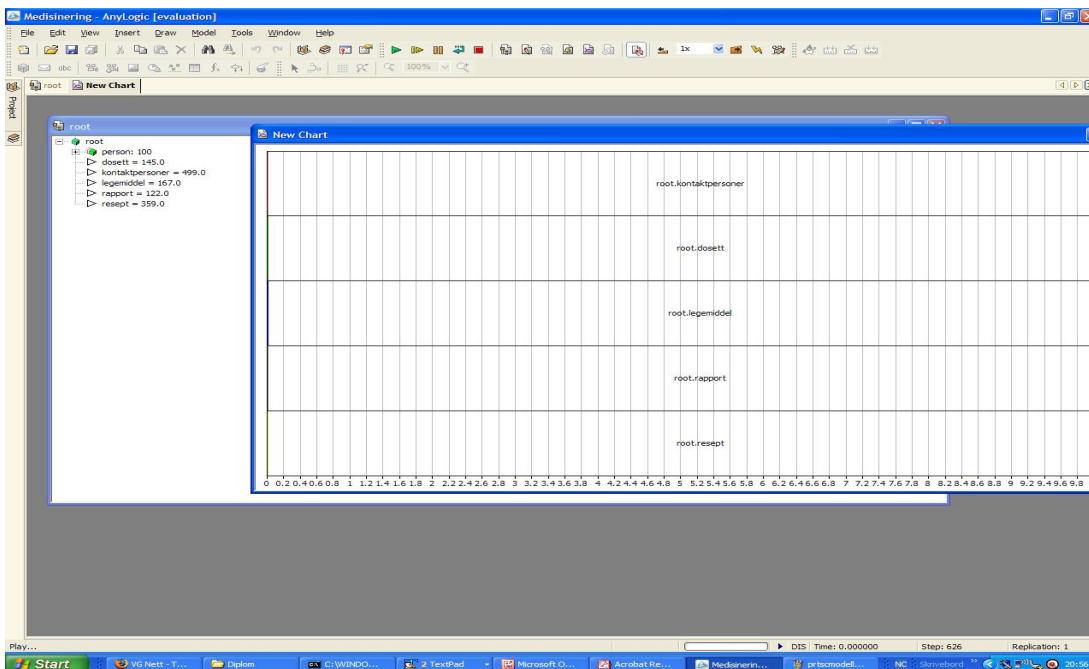 Medisinering - AnyLogic [evaluation]
File Edit View Insert Draw Model Tools Window Help
1x
abc 100%
root New Chart
Project
root
root
person: 100
dosett = 145.0
kontaktpersoner = 499.0
legemiddel = 167.0
rapport = 122.0
resept = 359.0
New Chart
root.kontaktpersoner
root.dosett
root.legemiddel
root.rapport
root.resept
0 0.2 0.4 0.6 0.8 1 1.2 1.4 1.6 1.8 2 2.2 2.4 2.6 2.8 3 3.2 3.4 3.6 3.8 4 4.2 4.4 4.6 4.8 5 5.2 5.4 5.6 5.8 6 6.2 6.4 6.6 6.8 7 7.2 7.4 7.6 7.8 8 8.2 8.4 8.6 8.8 9 9.2 9.4 9.6 9.8
Play... DIS Time: 0.000000 Step: 626 Replication: 1
Start VG Nett - T... Diplom C:\WINDO... 2 TextPad Microsoft O... Acrobat Re... Medisinerin... prtscmodell... NC Skrivebord » 20:56